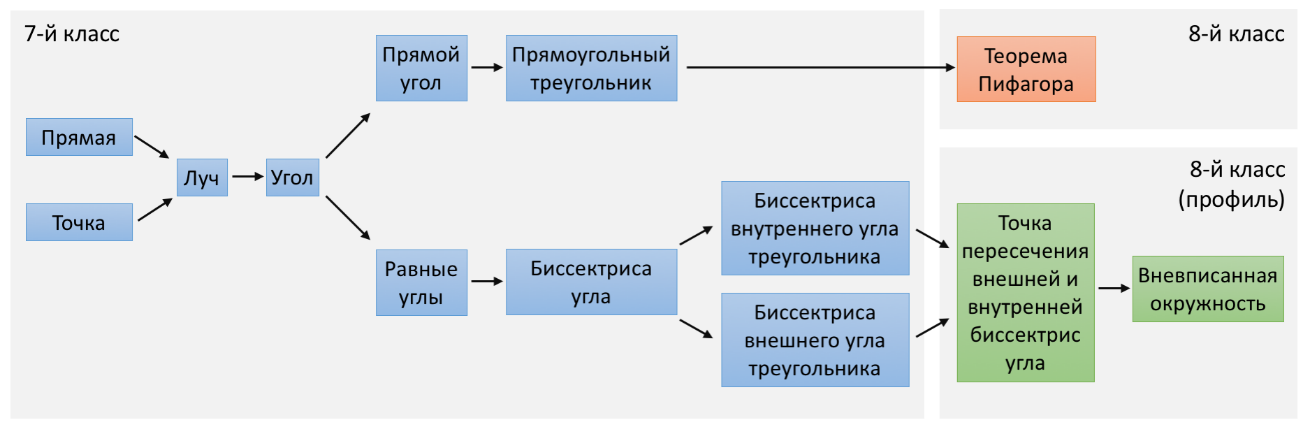 7-й класс
Прямая
Точка
Луч
Угол
Прямой
угол
Прямоугольный
треугольник
Равные
углы
Биссектриса
угла
Биссектриса
внутреннего угла
треугольника
Биссектриса
внешнего угла
треугольника
8-й класс
Теорема
Пифагора
8-й класс
(профиль)
Точка
пересечения
внешней и
внутренней
биссектрис
угла
Вневписанная
окружность